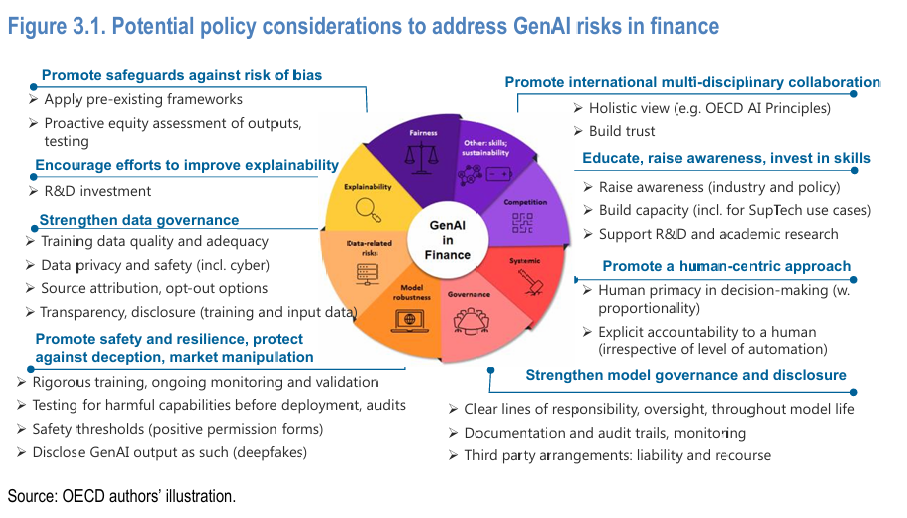 Figure 3.1. Potential policy considerations to address GenAI risks in finance
Promote safeguards against risk of bias
➢ Apply pre-existing frameworks
➢ Proactive equity assessment of outputs,
testing
Encourage efforts to improve explainability
➢ R&D investment
Strengthen data governance
➢ Training data quality and adequacy
➢ Data privacy and safety (incl. cyber)
➢ Source attribution, opt-out options
➢ Transparency, disclosure (training and input data)
Promote safety and resilience, protect
against deception, market manipulation
➢ Rigorous training, ongoing monitoring and validation
➢ Testing for harmful capabilities before deployment, audits
➢ Safety thresholds (positive permission forms)
➢ Disclose GenAI output as such (deepfakes)
Fairness
Other: skills;
sustainability
Explainability
Competition
GenAI
in
Finance
Data-related
risks
Systemic
Model
robustness
Governance
Promote international multi-disciplinary collaboration
➢ Holistic view (e.g. OECD AI Principles)
➢ Build trust
Educate, raise awareness, invest in skills
➢ Raise awareness (industry and policy)
➢ Build capacity (incl. for SupTech use cases)
➢ Support R&D and academic research
Promote a human-centric approach
➢ Human primacy in decision-making (w.
proportionality)
➢ Explicit accountability to a human
(irrespective of level of automation)
Strengthen model governance and disclosure
➢ Clear lines of responsibility, oversight, throughout model life
➢ Documentation and audit trails, monitoring
➢ Third party arrangements: liability and recourse
Source: OECD authors' illustration.